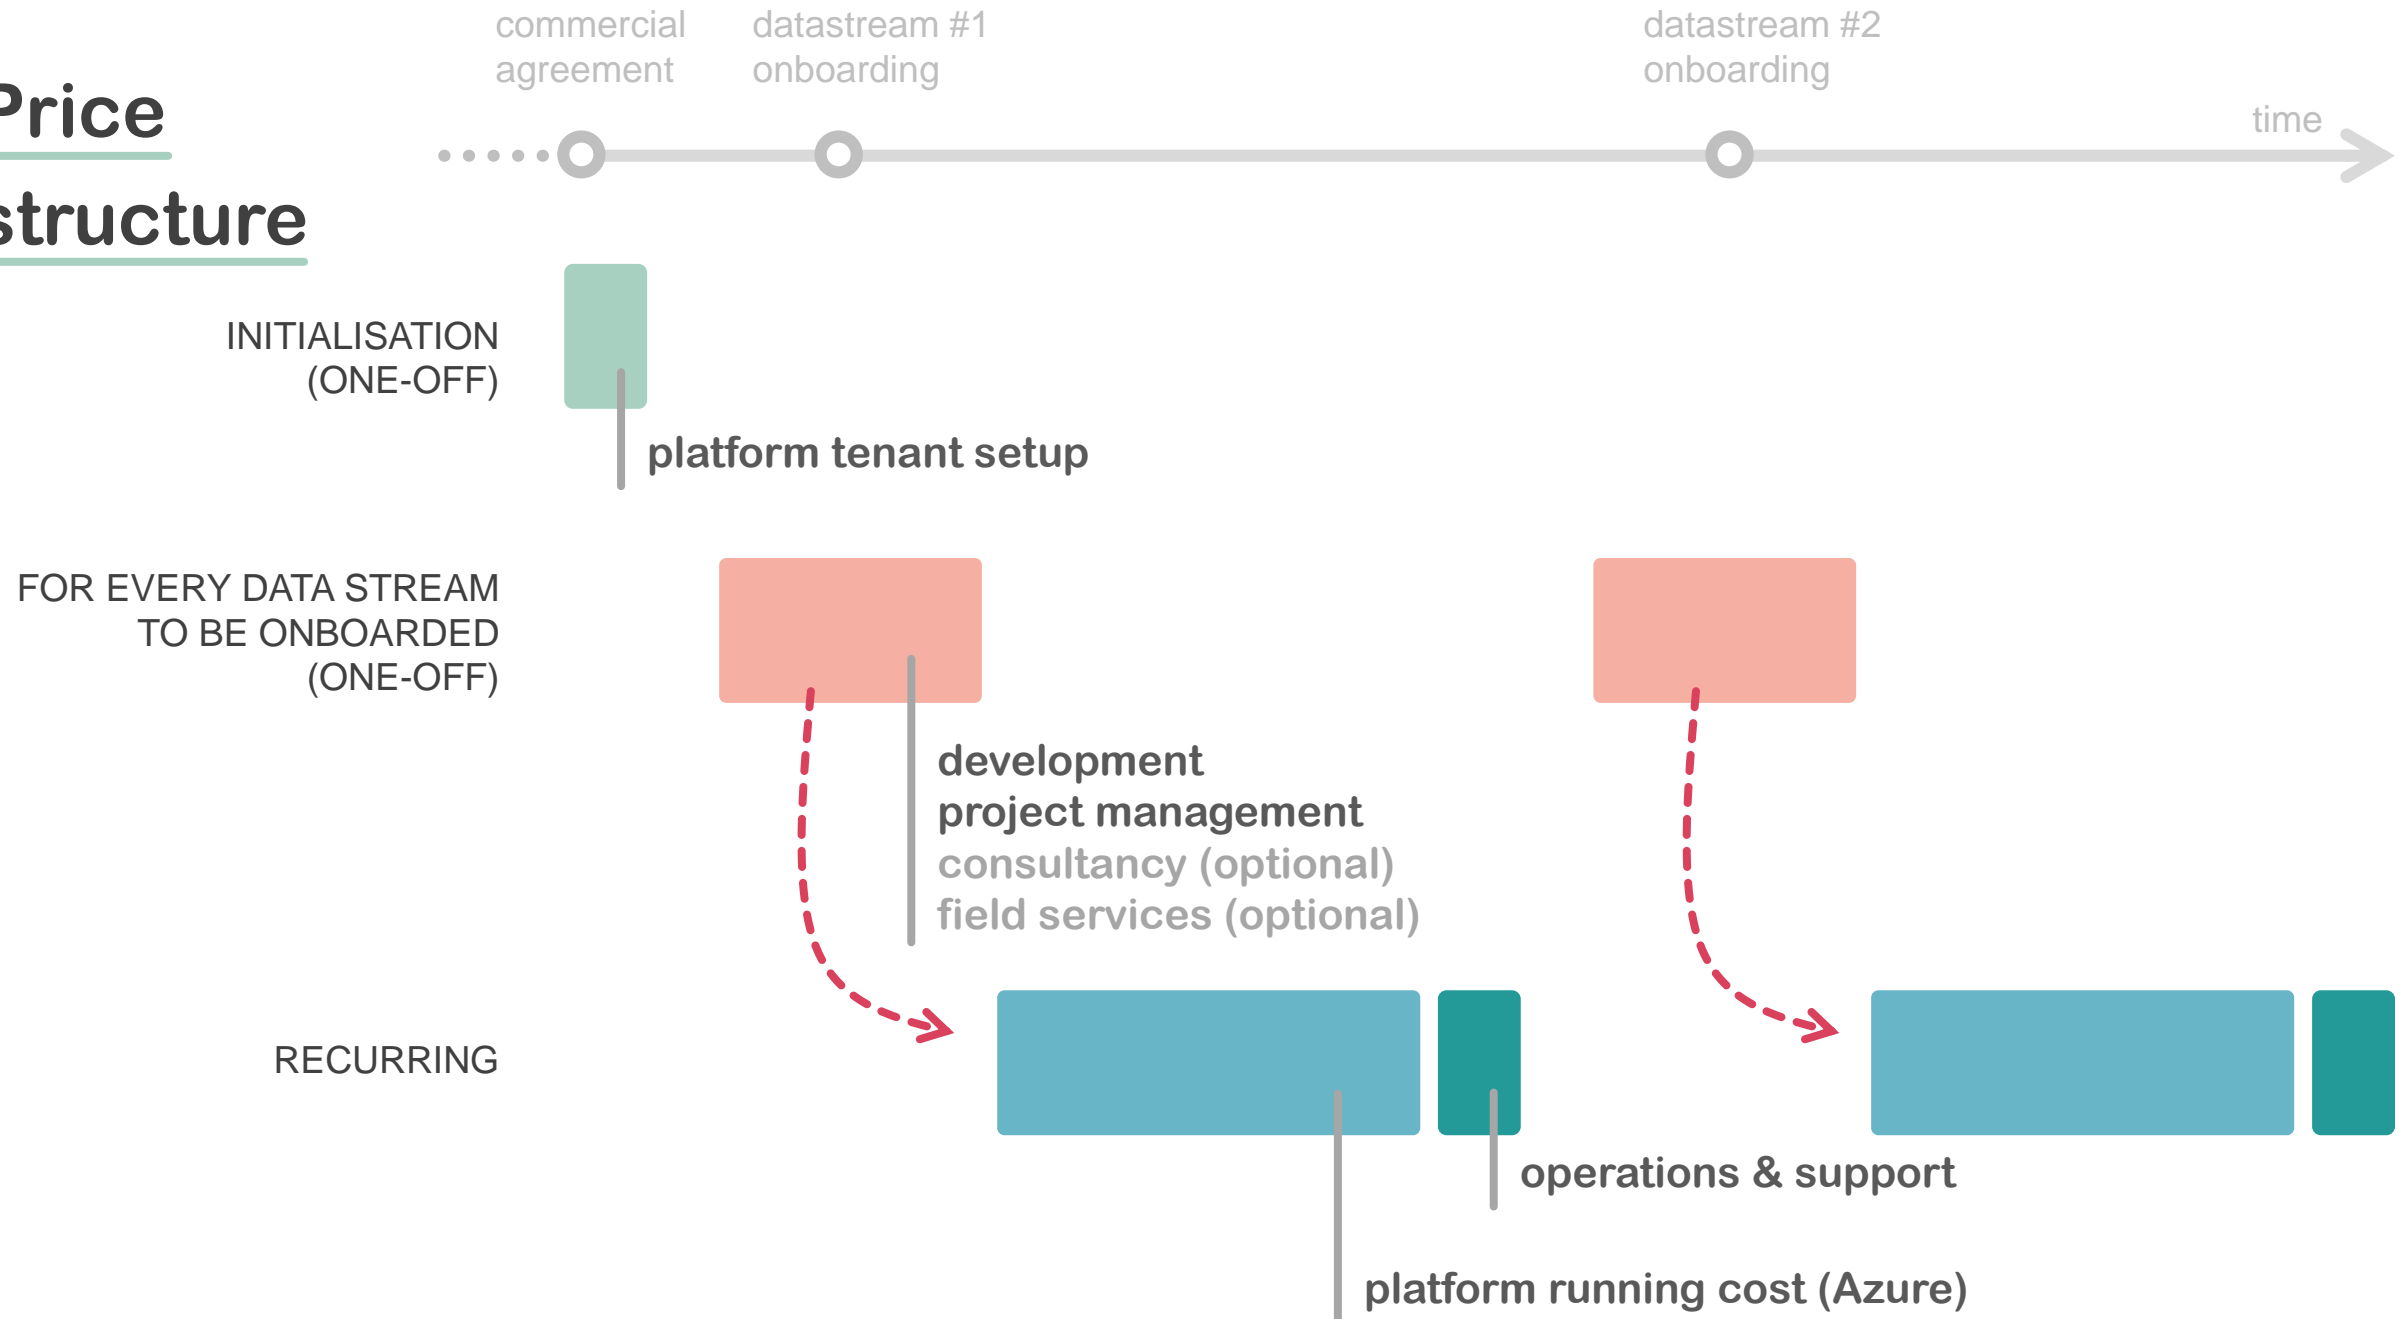 commercial
agreement
datastream #1
onboarding
datastream #2
onboarding
time
Price
structure
INITIALISATION
(ONE-OFF)
platform tenant setup
FOR EVERY DATA STREAM
TO BE ONBOARDED
(ONE-OFF)
development
project management
consultancy (optional)
field services (optional)
RECURRING
operations & support
platform running cost (Azure)